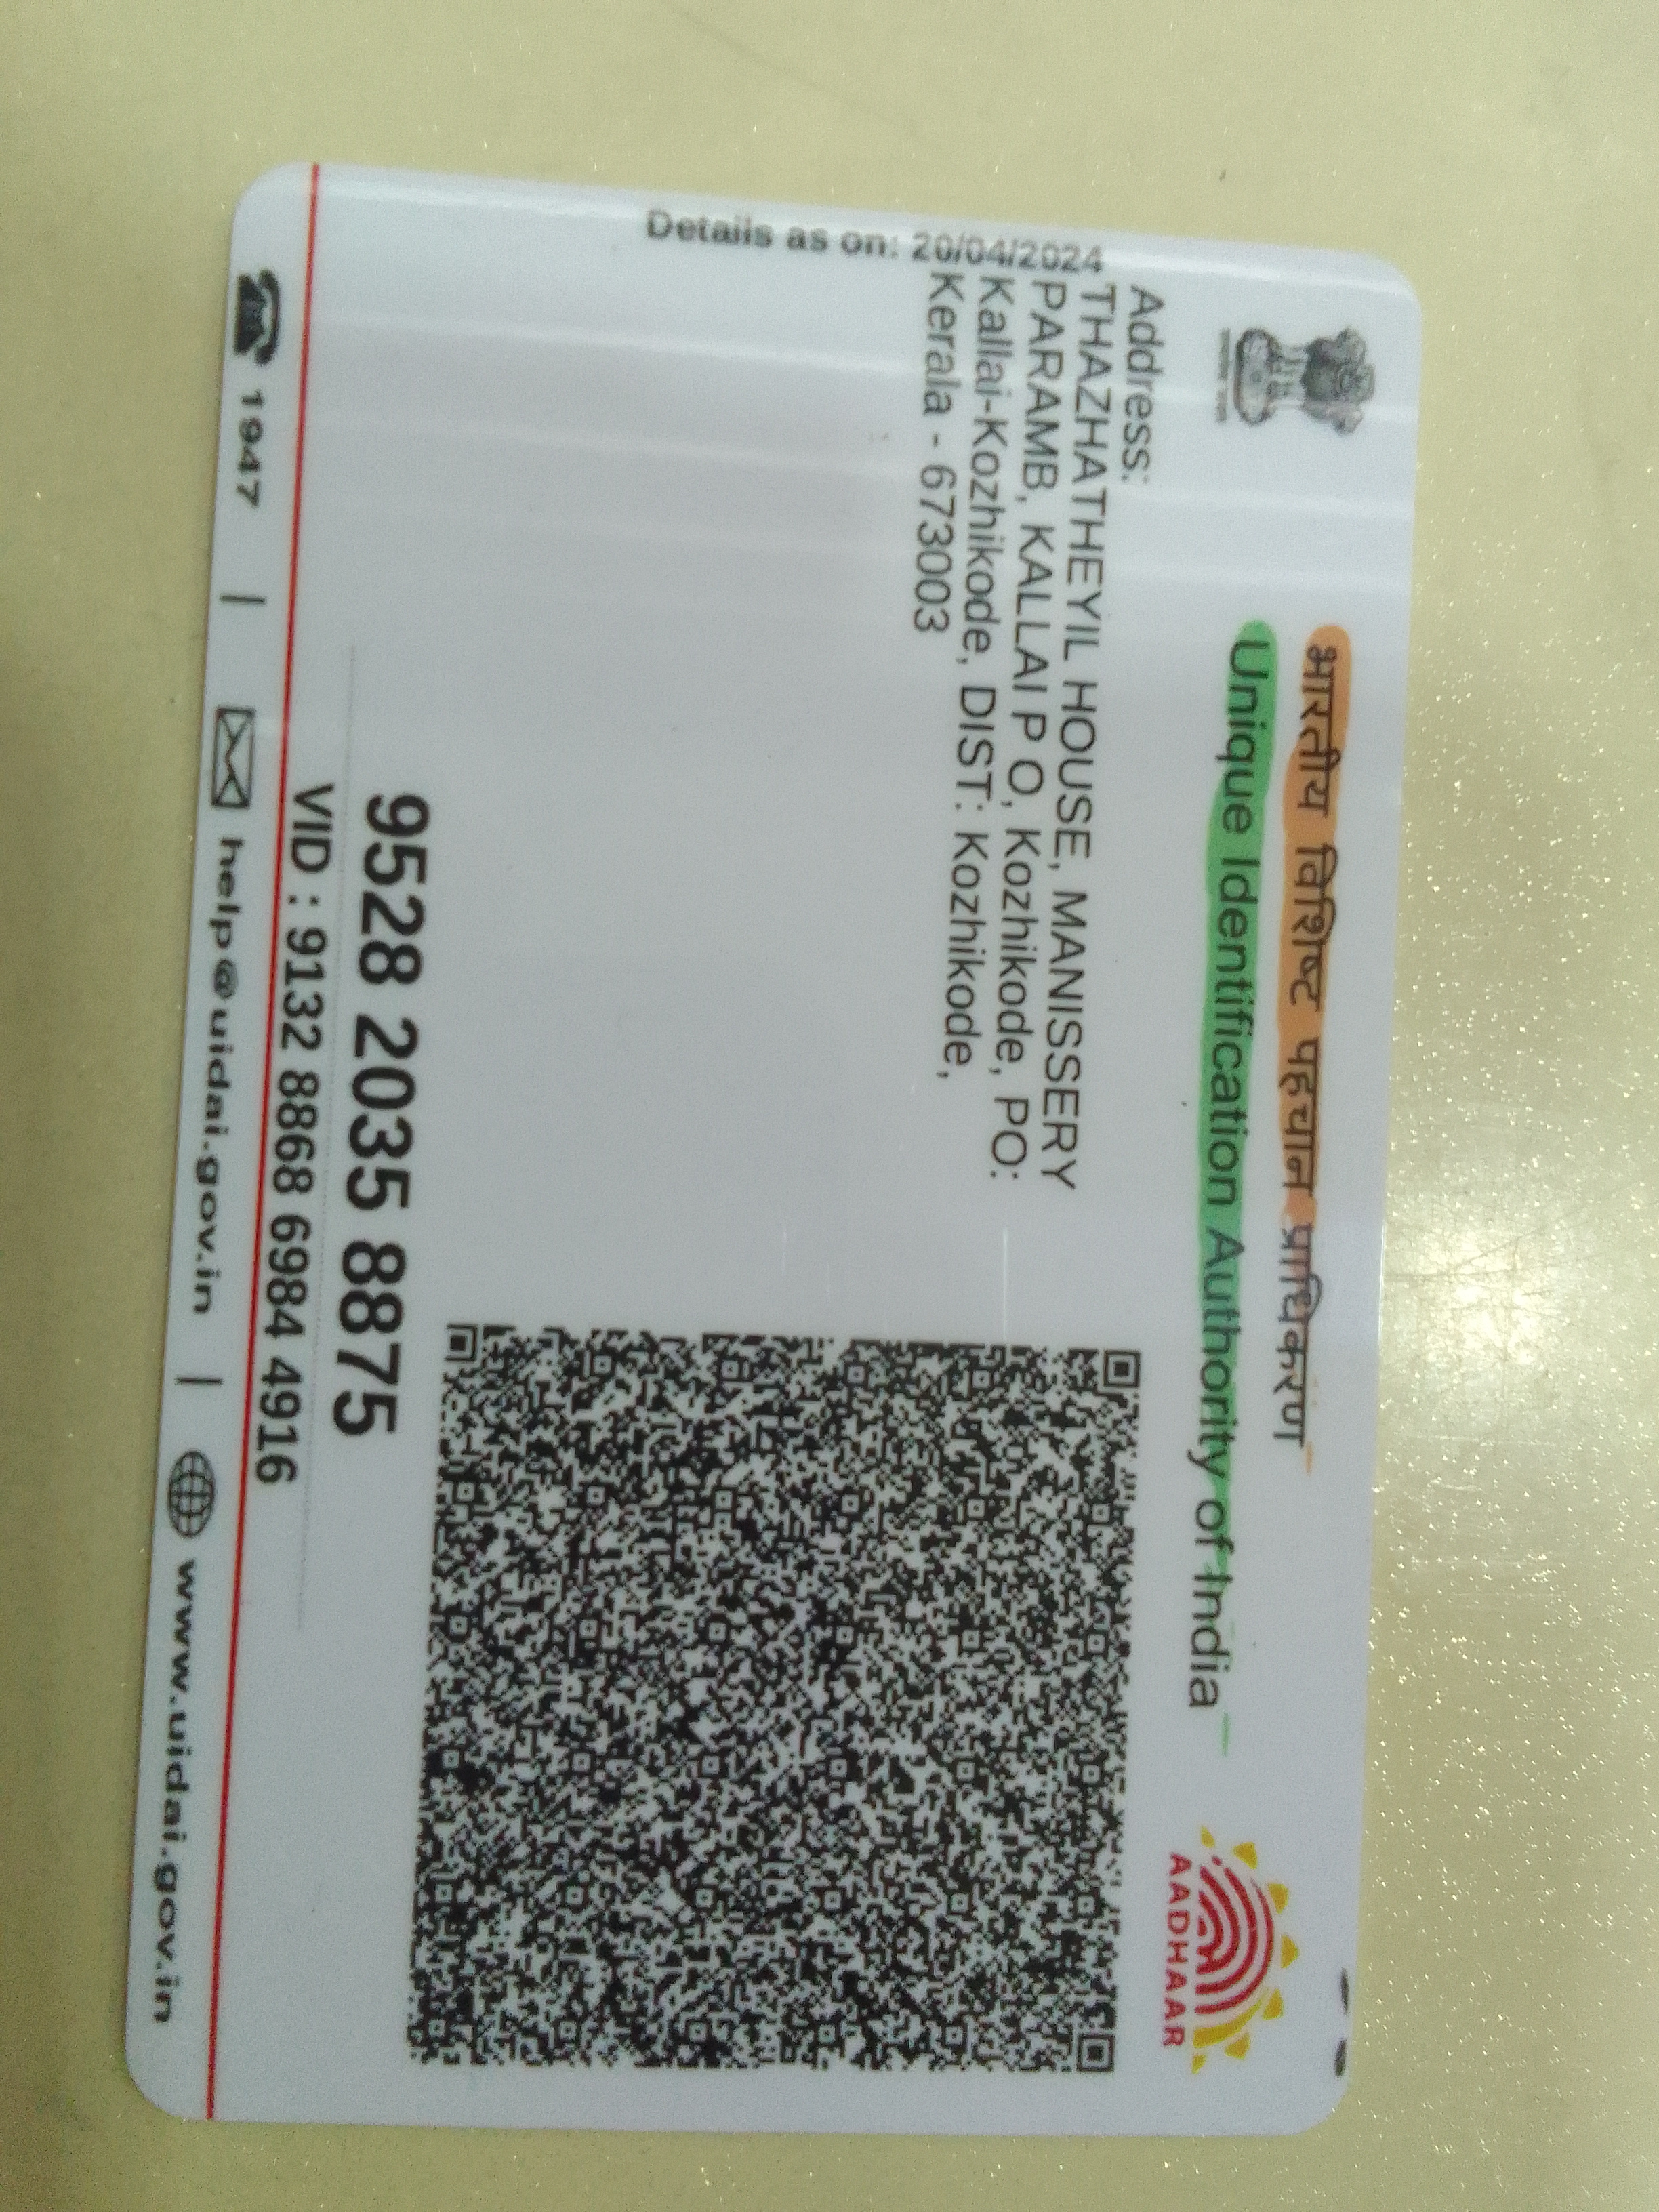 भारतीय विशिष्ट पहचान प्राधिकरण
Unique Identification Authority of India
AADHAAR
Details as on: 20/04/2024
Address:
THAZHATHEYIL HOUSE, MANISSERY
PARAMB, KALLAI P O, Kozhikode, PO:
Kallai-Kozhikode, DIST: Kozhikode,
Kerala - 673003
9528 2035 8875
VID : 9132 8868 6984 4916
1947 | help@uidai.gov.in | www.uidai.gov.in